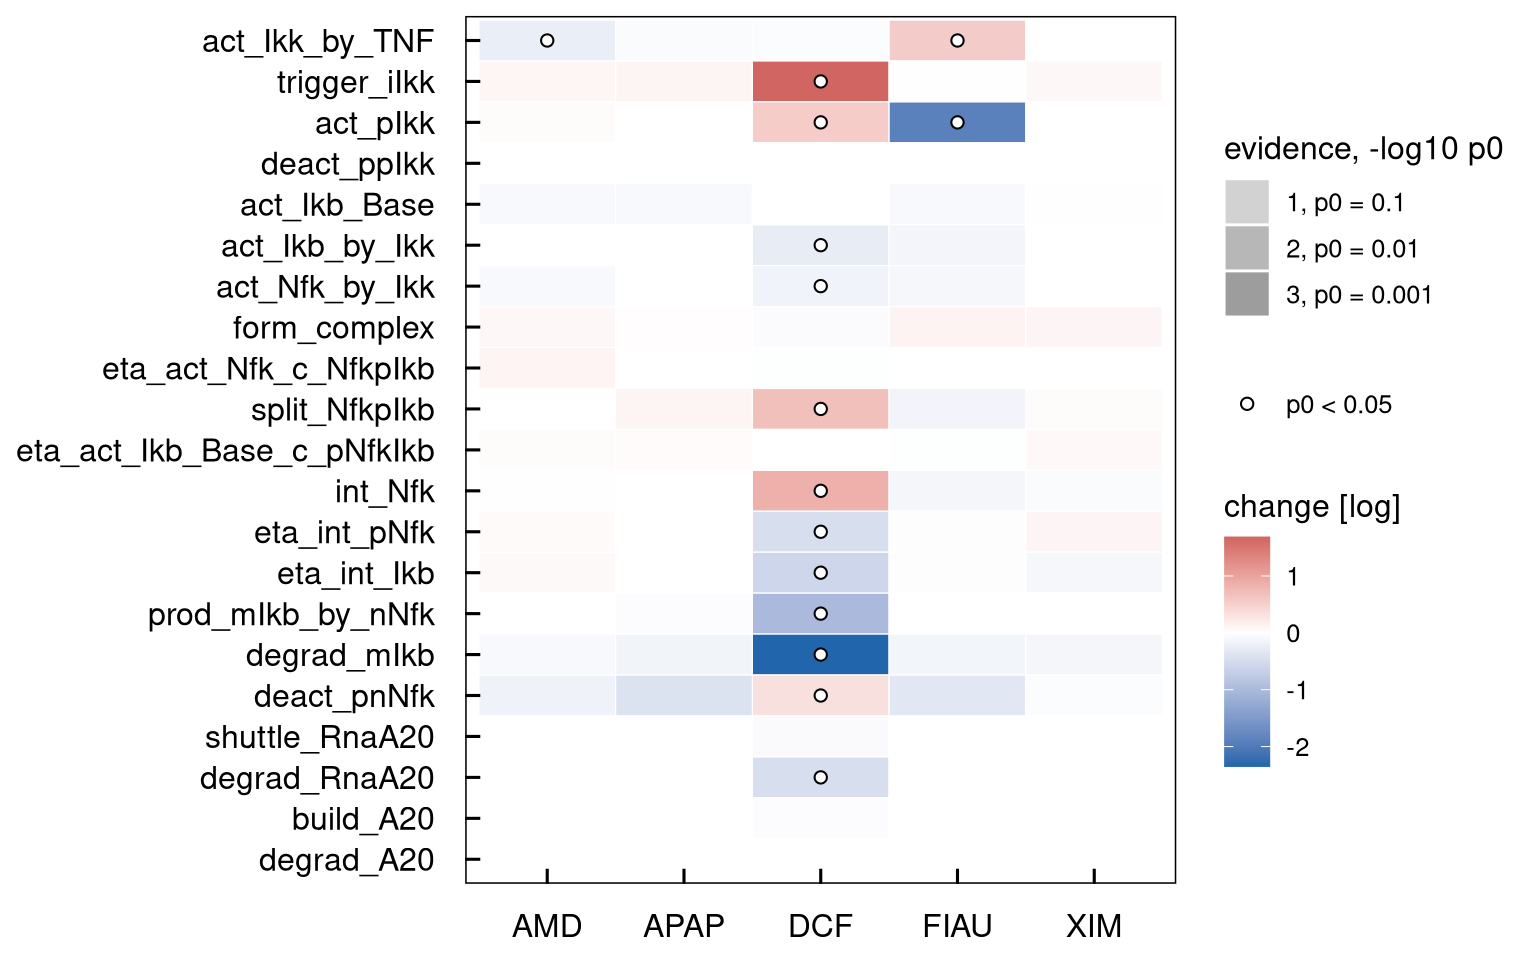 act_Ikk_by_TNF
trigger_iIkk
act_pIkk
deact_ppIkk
act_Ikb_Base
act_Ikb_by_Ikk
act_Nfk_by_Ikk
form_complex
eta_act_Nfk_c_NfkpIkb
split_NfkpIkb
eta_act_Ikb_Base_c_pNfkIkb
int_Nfk
eta_int_pNfk
eta_int_Ikb
prod_mIkb_by_nNfk
degrad_mIkb
deact_pnNfk
shuttle_RnaA20
degrad_RnaA20
build_A20
degrad_A20
AMD APAP DCF FIAU XIM
evidence, -log10 p0
1, p0 = 0.1
2, p0 = 0.01
3, p0 = 0.001
p0 < 0.05
change [log]
1
0
-1
-2